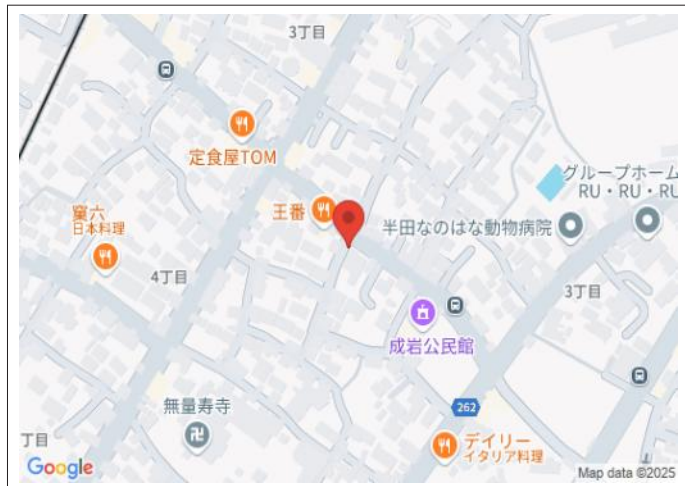 3丁目
定食屋TOM
王番
窯六
日本料理
グループホーム
RU・RU・RU
半田なのはな動物病院
4丁目
3丁目
成岩公民館
262
無量寿寺
丁目
デイリー
イタリア料理
Google
Map data ©2025